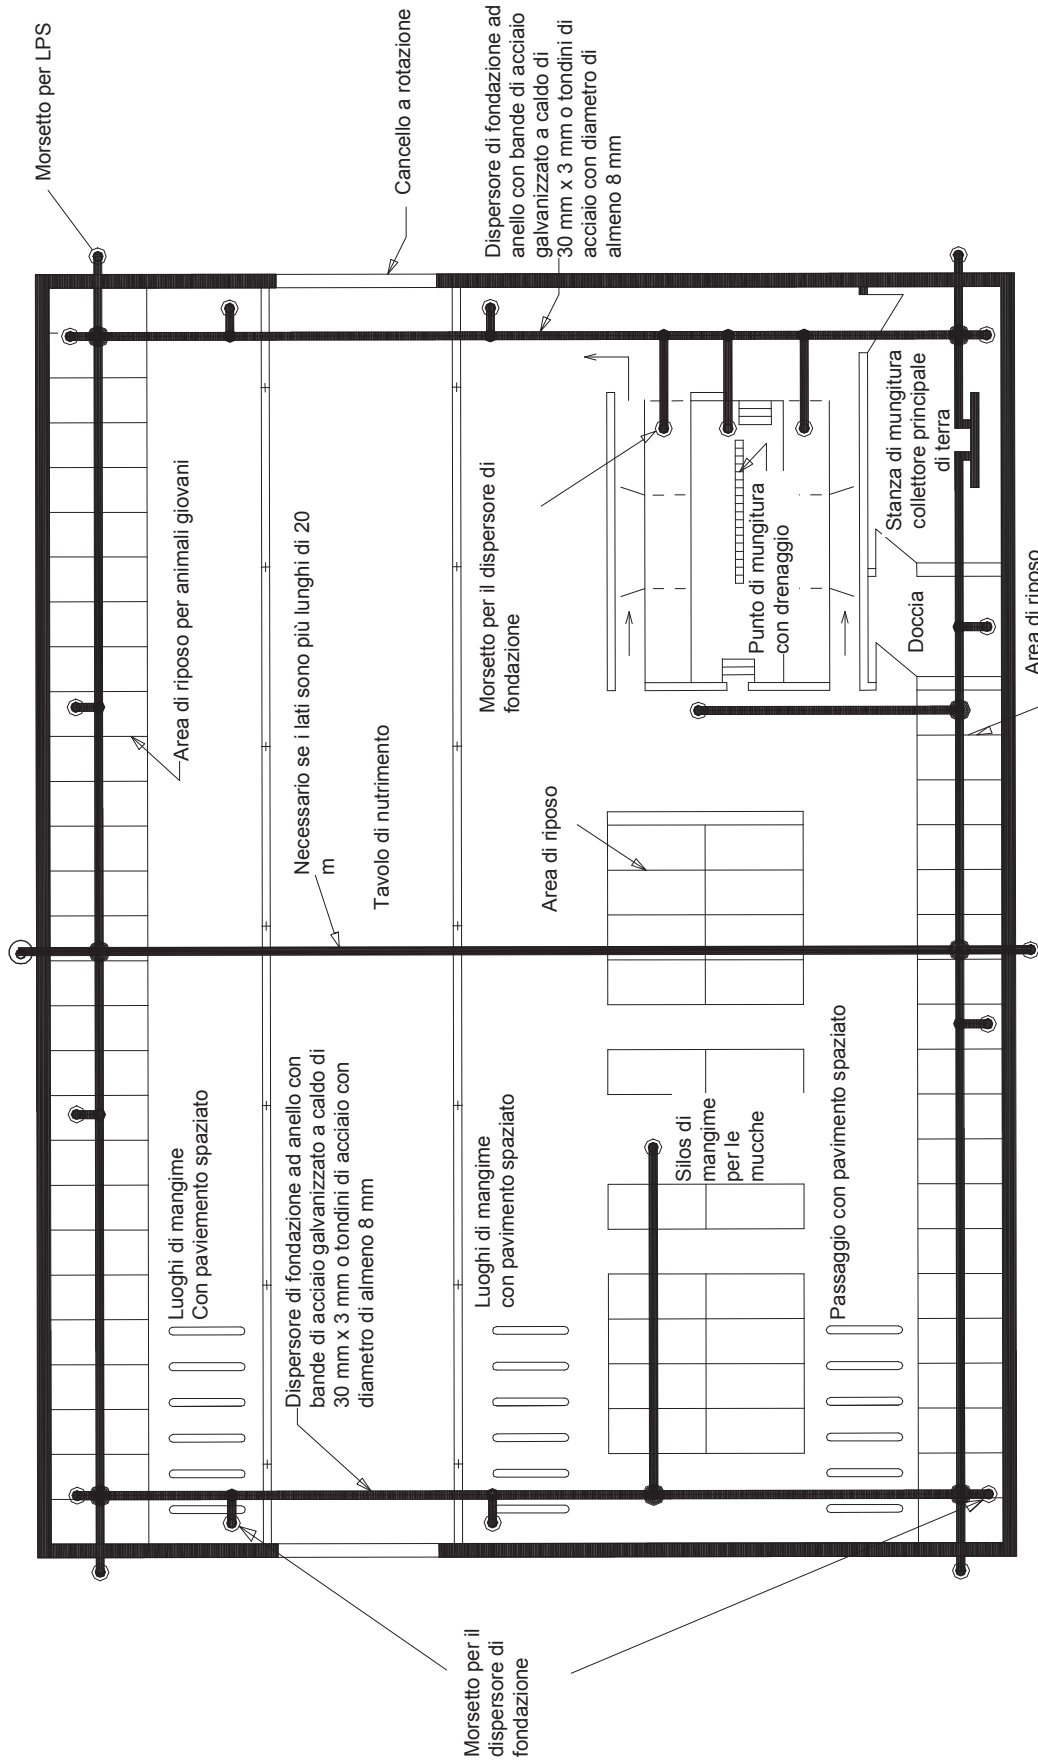 Morsetto per LPS
Cancello a rotazione
Dispersore di fondazione ad
anello con bande di acciaio
galvanizzato a caldo di
30 mm x 3 mm o tondini di
acciaio con diametro di
almeno 8 mm
Area di riposo per animali giovani
Necessario se i lati sono più lunghi di 20
m
Tavolo di nutrimento
Morsetto per il dispersore di
fondazione
Punto di mungitura
con drenaggio
Stanza di mungitura
collettore principale
di terra
Doccia
Area di riposo
Area di riposo
Luoghi di mangime
Con paviemento spaziato
Dispersore di fondazione ad anello con
bande di acciaio galvanizzato a caldo di
30 mm x 3 mm o tondini di acciaio con
diametro di almeno 8 mm
Luoghi di mangime
con pavimento spaziato
Silos di
mangime
per le
mucche
Passaggio con pavimento spaziato
Morsetto per il
dispersore di
fondazione